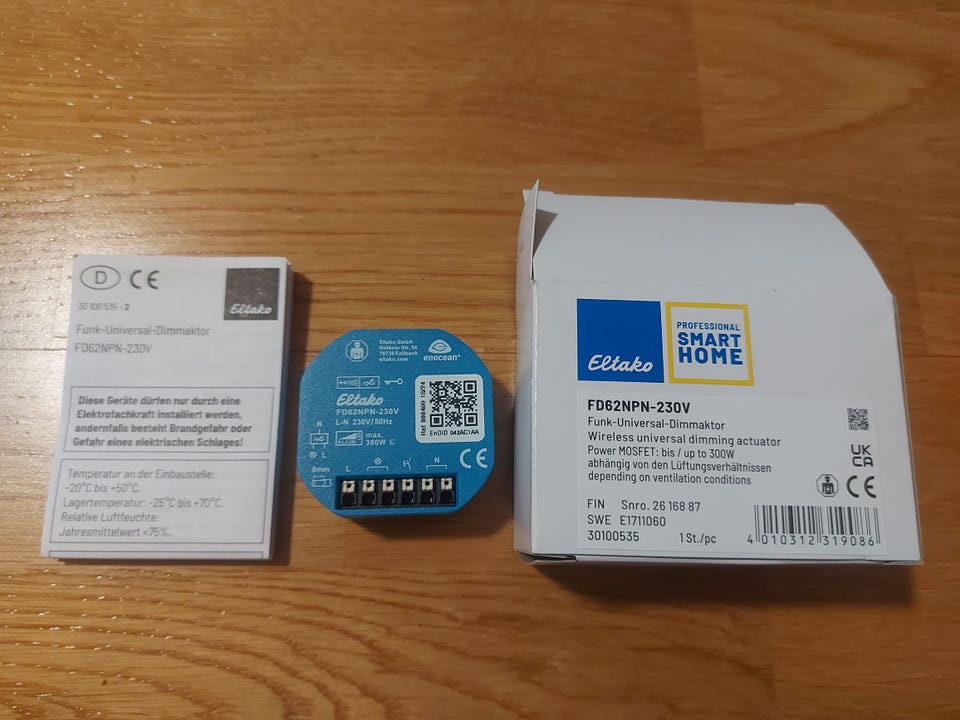 D CE
30 100 535 - 2
Eltako
Funk-Universal-Dimmaktor
FD62NPN-230V
Diese Geräte dürfen nur durch eine
Elektrofachkraft installiert werden,
andernfalls besteht Brandgefahr oder
Gefahr eines elektrischen Schlages!
Temperatur an der Einbaustelle:
-20°C bis +50°C.
Lagertemperatur: -25°C bis +70°C.
Relative Luftfeuchte:
Jahresmittelwert <75%.
Eltako GmbH
Hofener Str. 54
70736 Fellbach
eltako.com
enocean®
Eltako
FD62NPN-230V
L-N 230V/50Hz
max.
300W
EnOID 042AC1AA
CE
N
L
8mm
L
N
Eltako
PROFESSIONAL
SMART
HOME
FD62NPN-230V
Funk-Universal-Dimmaktor
Wireless universal dimming actuator
Power MOSFET: bis / up to 300W
abhängig von den Lüftungsverhältnissen
depending on ventilation conditions
UK
CA
CE
FIN Snro. 26 168 87
SWE E1711060
30100535 1 St./pc
4 010312 319086